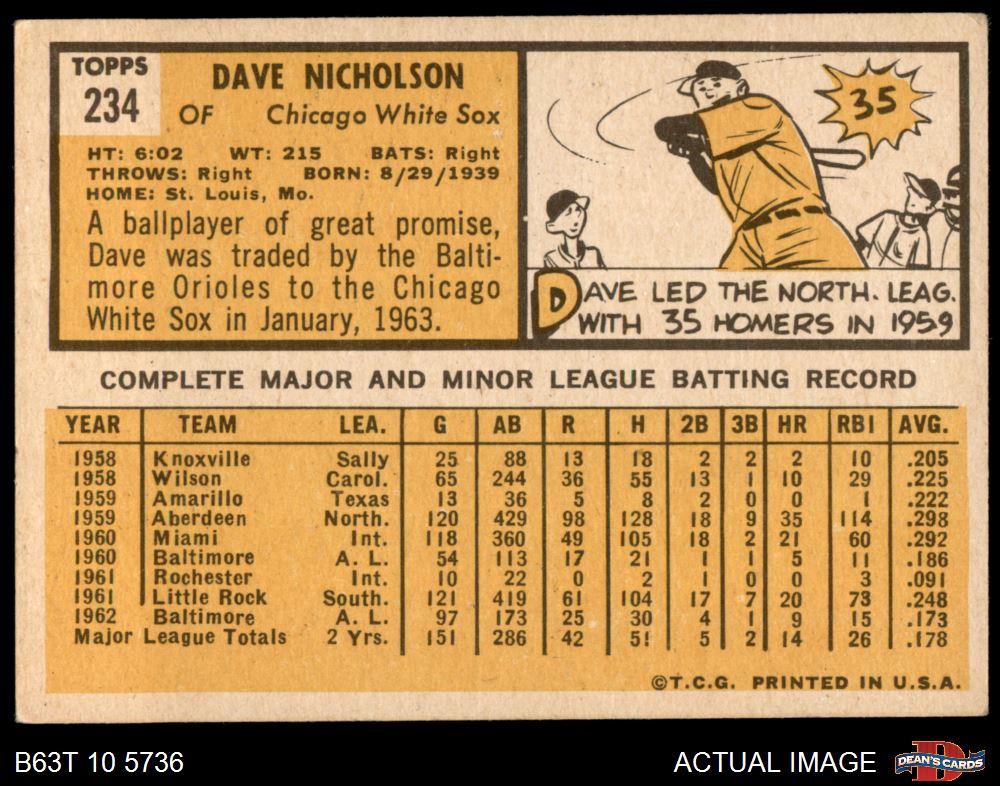 TOPPS
234
DAVE NICHOLSON
OF Chicago White Sox
HT: 6:02 WT: 215 BATS: Right
THROWS: Right BORN: 8/29/1939
HOME: St. Louis, Mo.
A ballplayer of great promise,
Dave was traded by the Balti-
more Orioles to the Chicago
White Sox in January, 1963.
35
DAVE LED THE NORTH. LEAG.
WITH 35 HOMERS IN 1959
COMPLETE MAJOR AND MINOR LEAGUE BATTING RECORD
YEAR TEAM LEA. G AB R H 2B 3B HR RBI AVG.
1958 Knoxville Sally 25 88 13 18 2 2 2 10 .205
1958 Wilson Carol. 65 244 36 55 13 1 10 29 .225
1959 Amarillo Texas 13 36 5 8 2 0 0 1 .222
1959 Aberdeen North. 120 429 98 128 18 9 35 114 .298
1960 Miami Int. 118 360 49 105 18 2 21 60 .292
1960 Baltimore A. L. 54 113 17 21 1 1 5 11 .186
1961 Rochester Int. 10 22 0 2 1 0 0 3 .091
1961 Little Rock South. 121 419 61 104 17 7 20 73 .248
1962 Baltimore A. L. 97 173 25 30 4 1 9 15 .173
Major League Totals 2 Yrs. 151 286 42 51 5 2 14 26 .178
©T.C.G. PRINTED IN U.S.A.
B63T 10 5736
ACTUAL IMAGE
D
DEAN'S CARDS